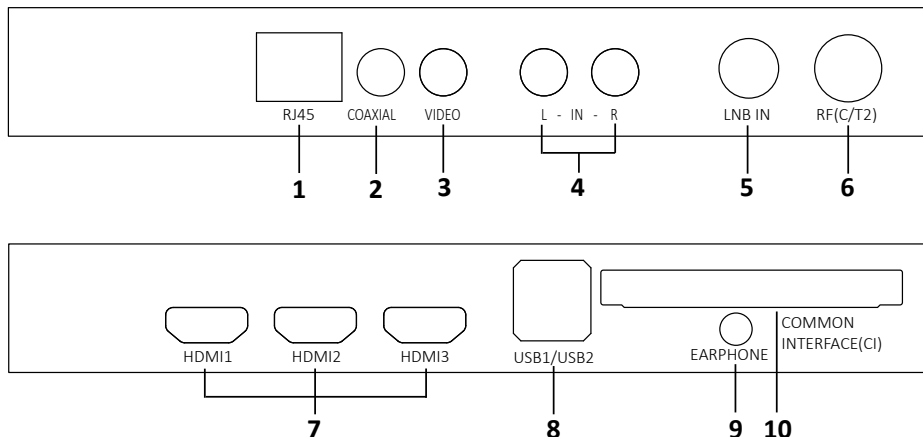 RJ45 COAXIAL VIDEO L - IN - R LNB IN RF(C/T2)
1 2 3 4 5 6
COMMON
HDMI1 HDMI2 HDMI3 USB1/USB2 EARPHONE INTERFACE(CI)
7 8 9 10